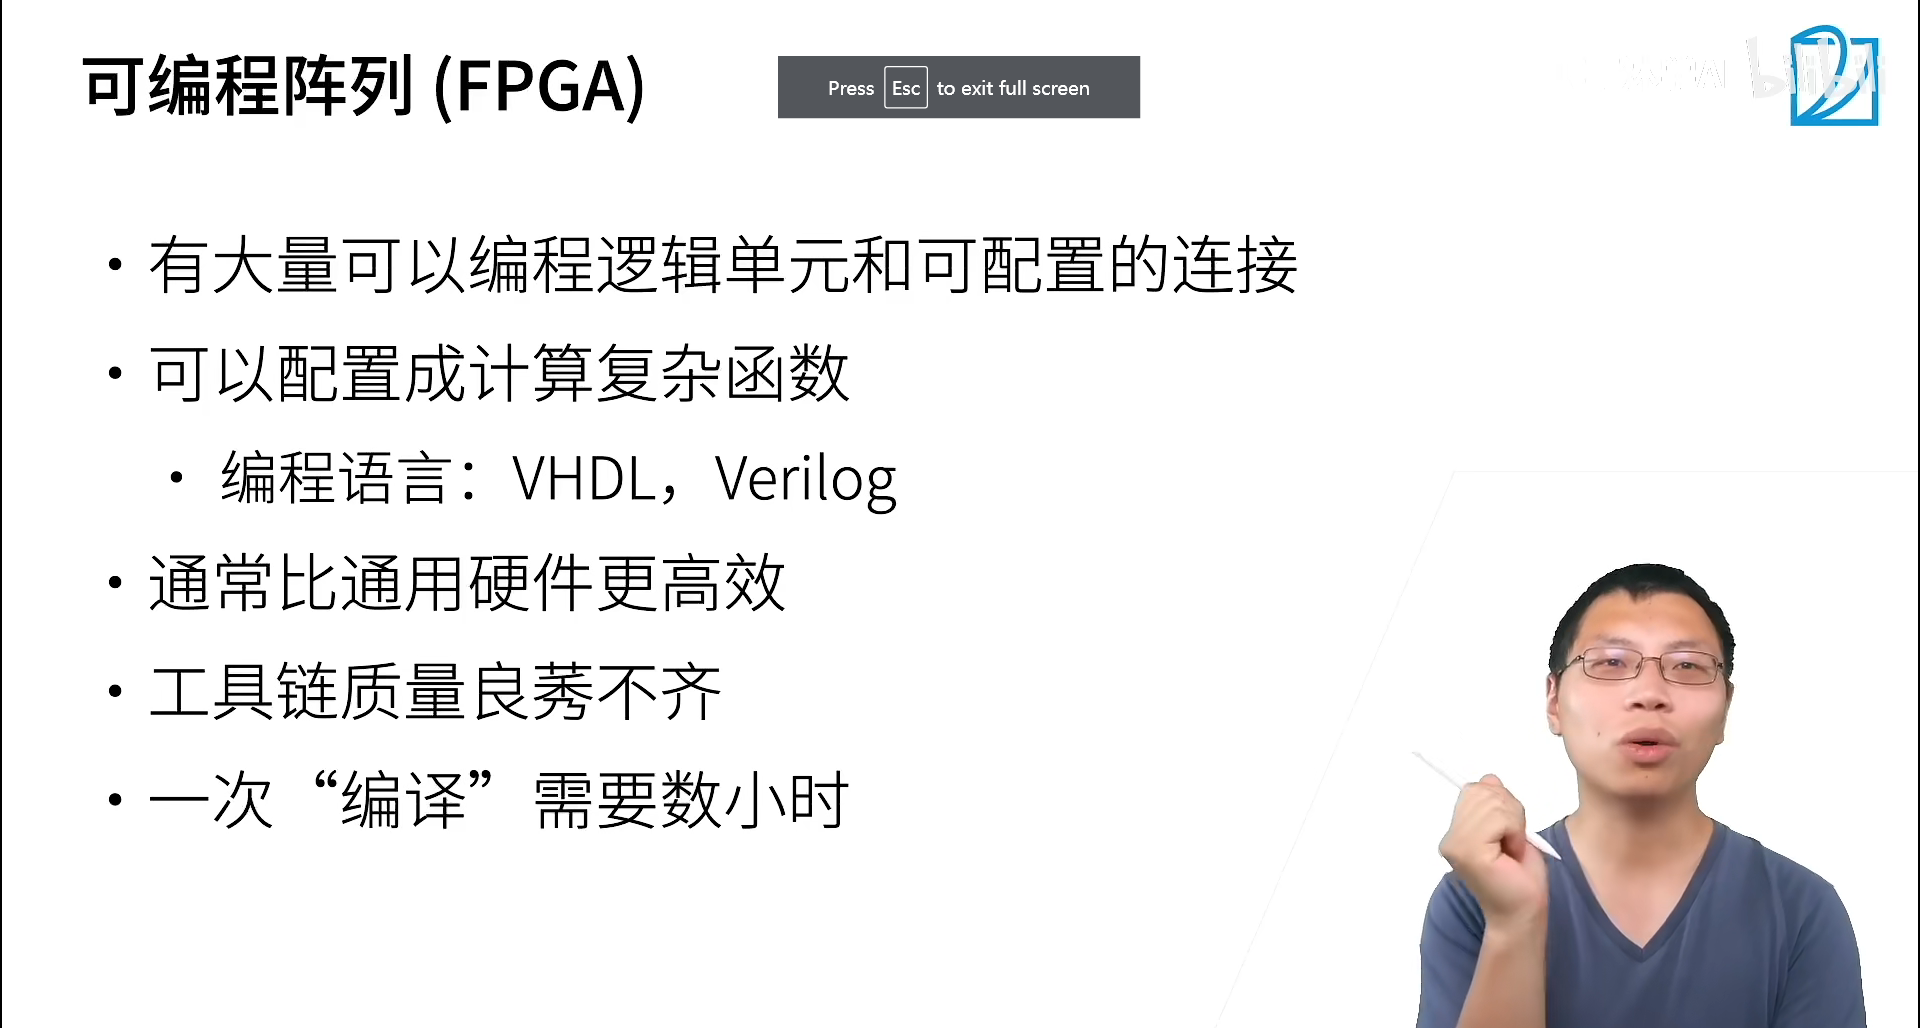 可编程阵列 (FPGA)
Press Esc to exit full screen
bilibili
• 有大量可以编程逻辑单元和可配置的连接
• 可以配置成计算复杂函数
• 编程语言：VHDL，Verilog
• 通常比通用硬件更高效
• 工具链质量良莠不齐
• 一次“编译”需要数小时